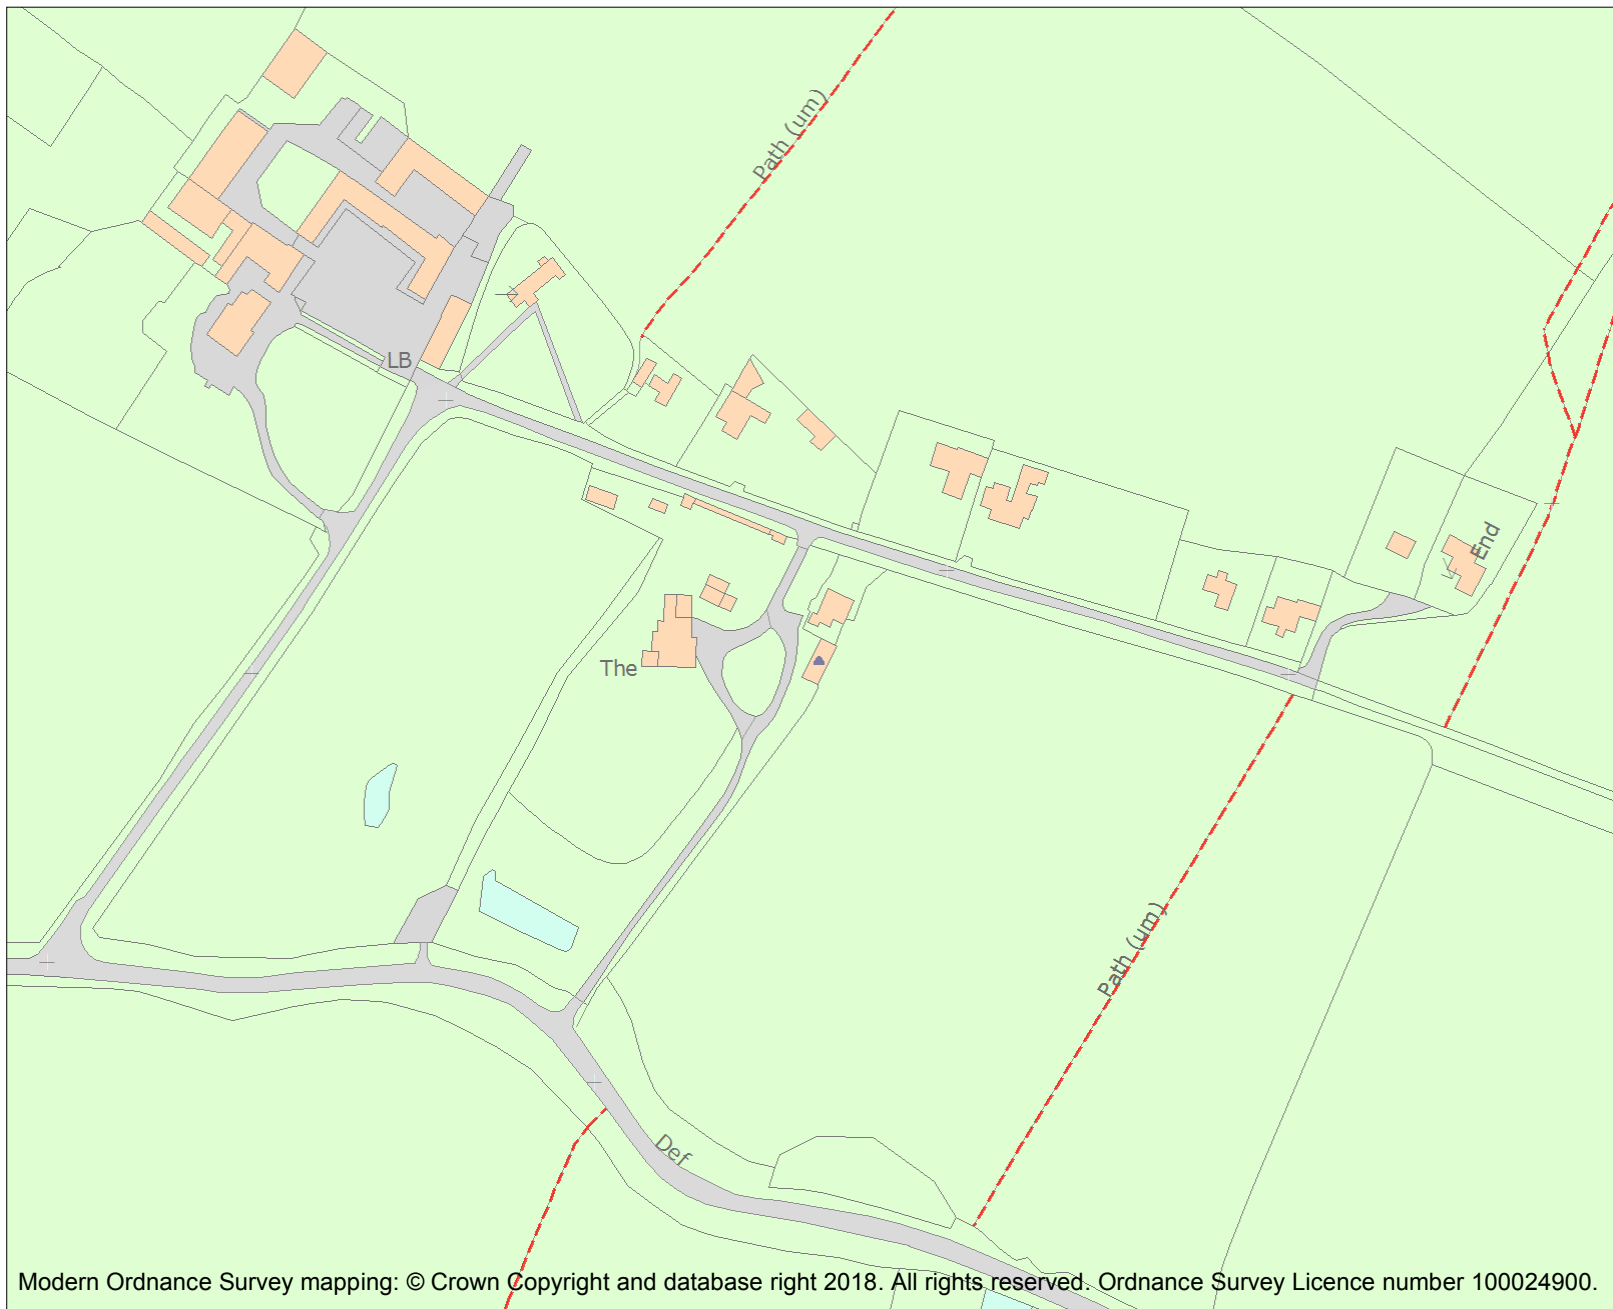 Path (um)
LB
End
The
Path (um)
Def
Modern Ordnance Survey mapping: © Crown Copyright and database right 2018. All rights reserved. Ordnance Survey Licence number 100024900.